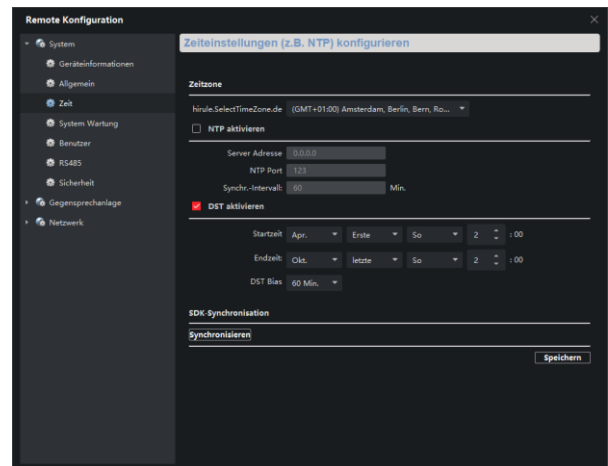 Remote Konfiguration
System
Geräteinformationen
Allgemein
Zeit
System Wartung
Benutzer
RS485
Sicherheit
Gegensprechanlage
Netzwerk
Zeiteinstellungen (z.B. NTP) konfigurieren
Zeitzone
hirule.SelectTimeZone.de (GMT+01:00) Amsterdam, Berlin, Bern, Ro...
NTP aktivieren
Server Adresse 0.0.0.0
NTP Port 123
Synchr.-Intervall: 60 Min.
DST aktivieren
Startzeit Apr. Erste So 2 : 00
Endzeit: Okt. letzte So 2 : 00
DST Bias 60 Min.
SDK-Synchronisation
Synchronisieren
Speichern